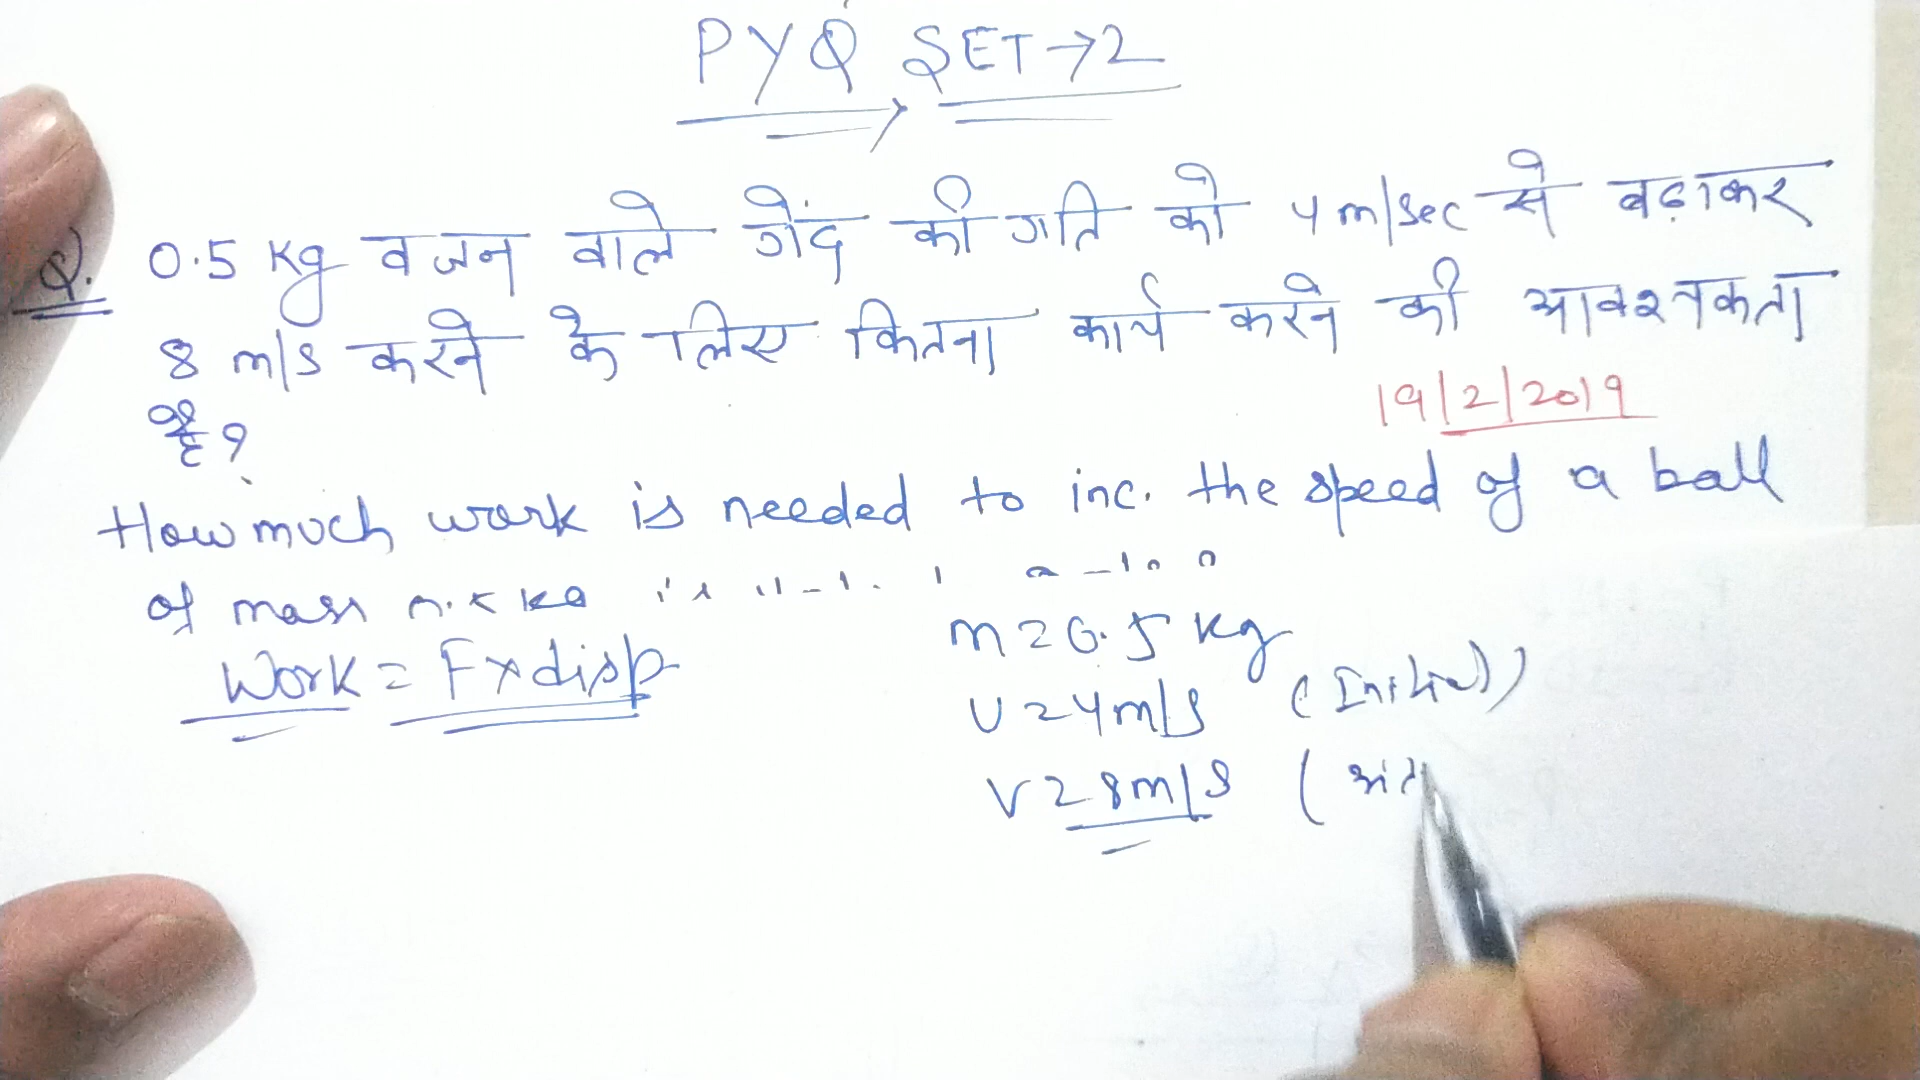 PYQ SET→2
Q. 0.5 kg वजन वाले गेंद की गति को 4 m/sec से बढ़ाकर
8 m/s करने के लिए कितना कार्य करने की आवश्यकता
है?
19/2/2019
How much work is needed to inc. the speed of a ball
of mass
Work = F×disp
m = 0.5 kg
U = 4m/s (Initial)
V = 8m/s (